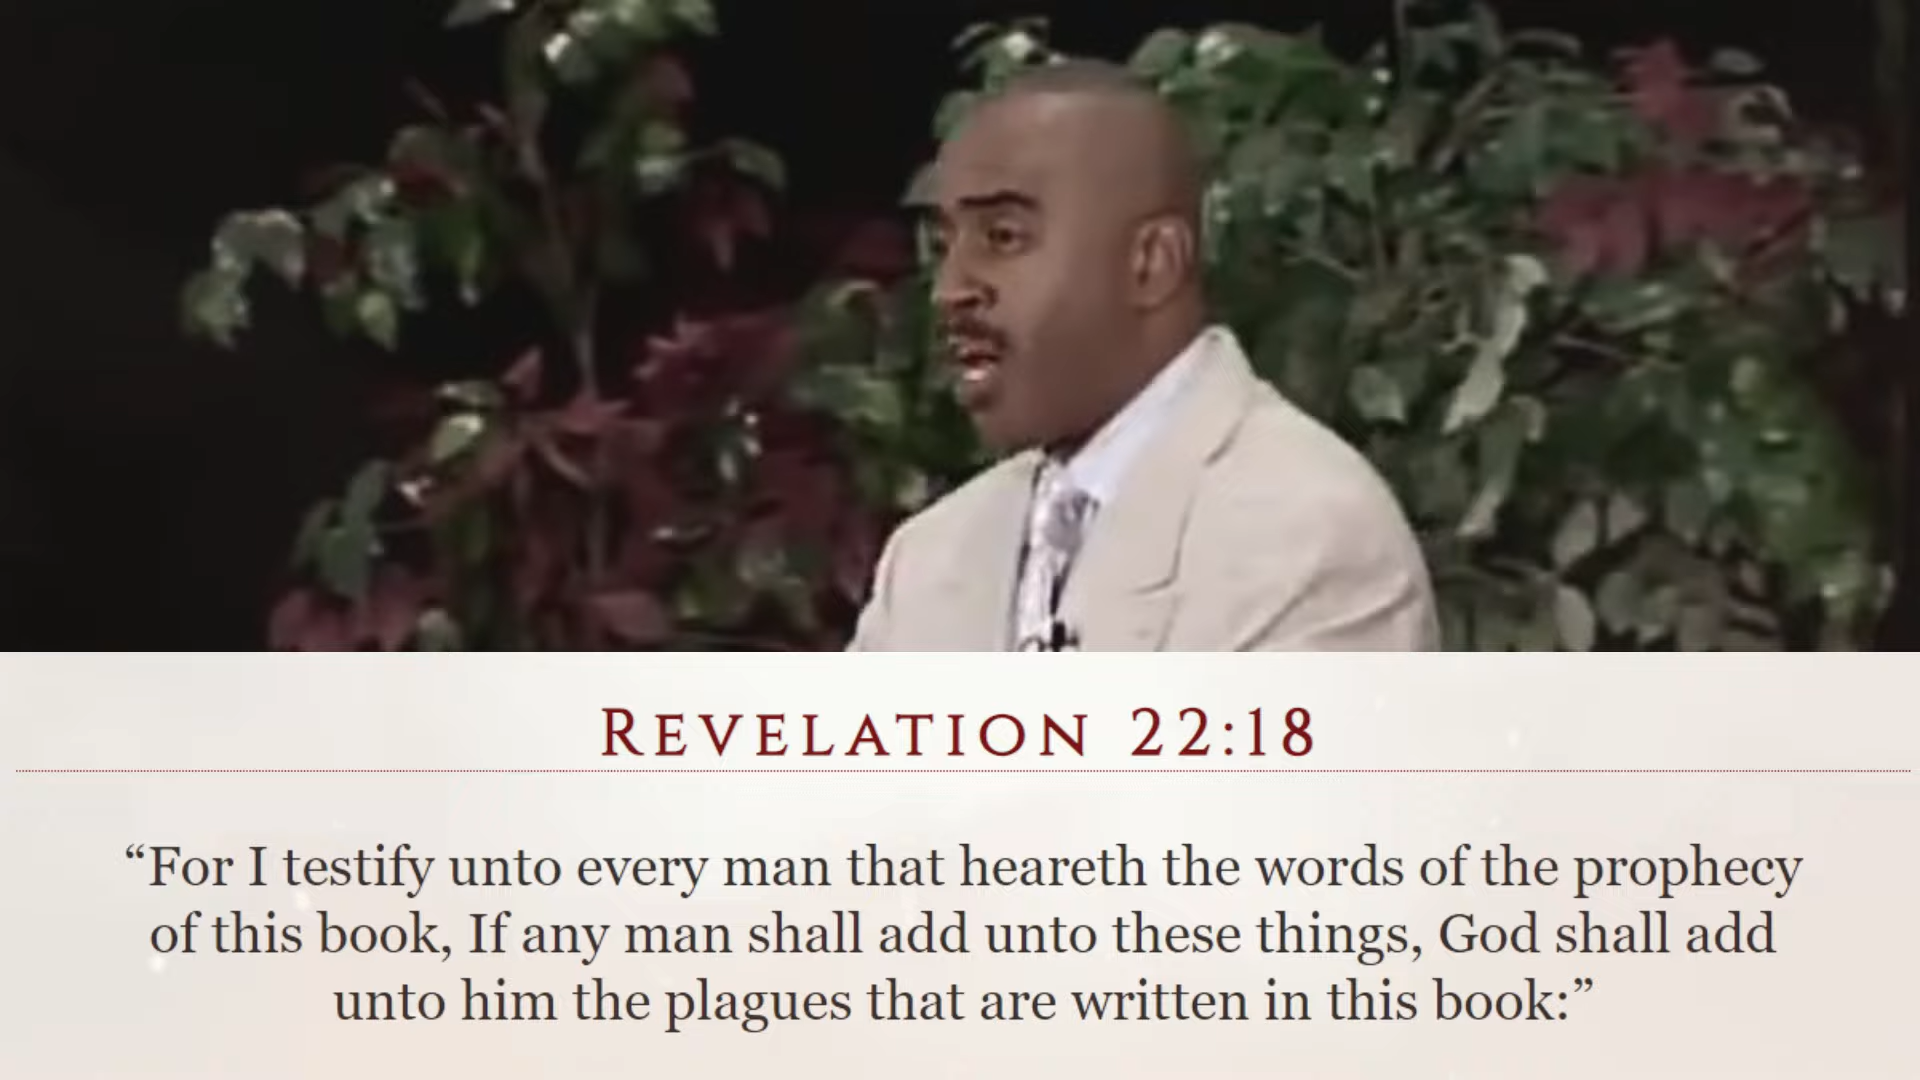 REVELATION 22:18
“For I testify unto every man that heareth the words of the prophecy
of this book, If any man shall add unto these things, God shall add
unto him the plagues that are written in this book:”